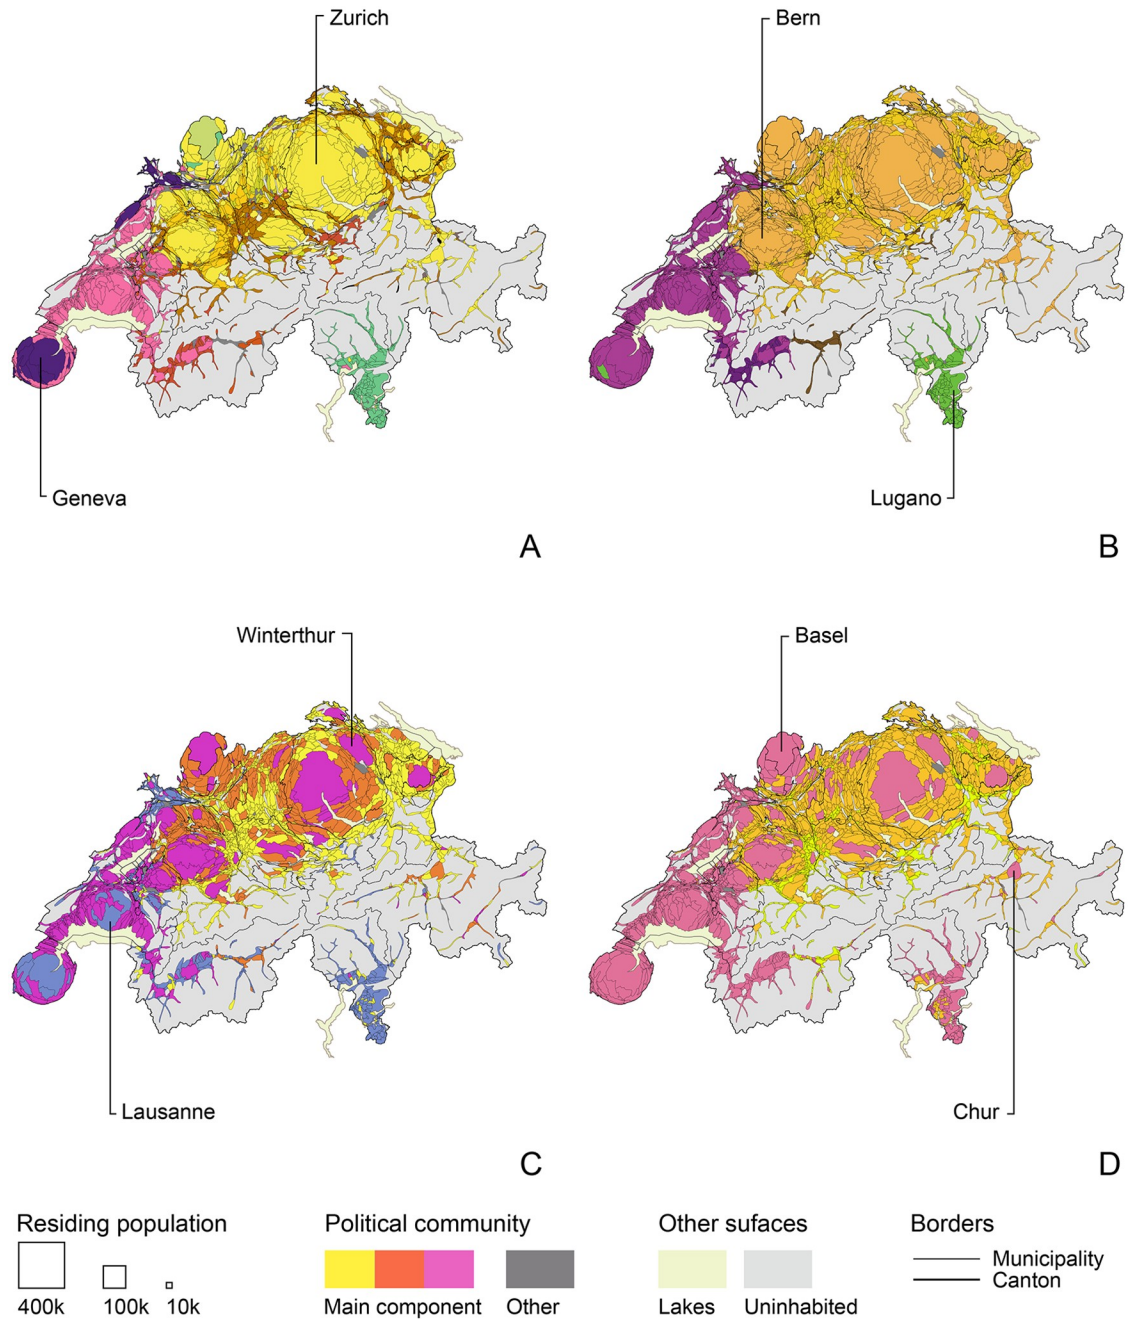 Zurich
Bern
Geneva
Lugano
A
B
Winterthur
Basel
Lausanne
Chur
C
D
Residing population
Political community
Other sufaces
Borders
Municipality
Canton
400k
100k
10k
Main component
Other
Lakes
Uninhabited